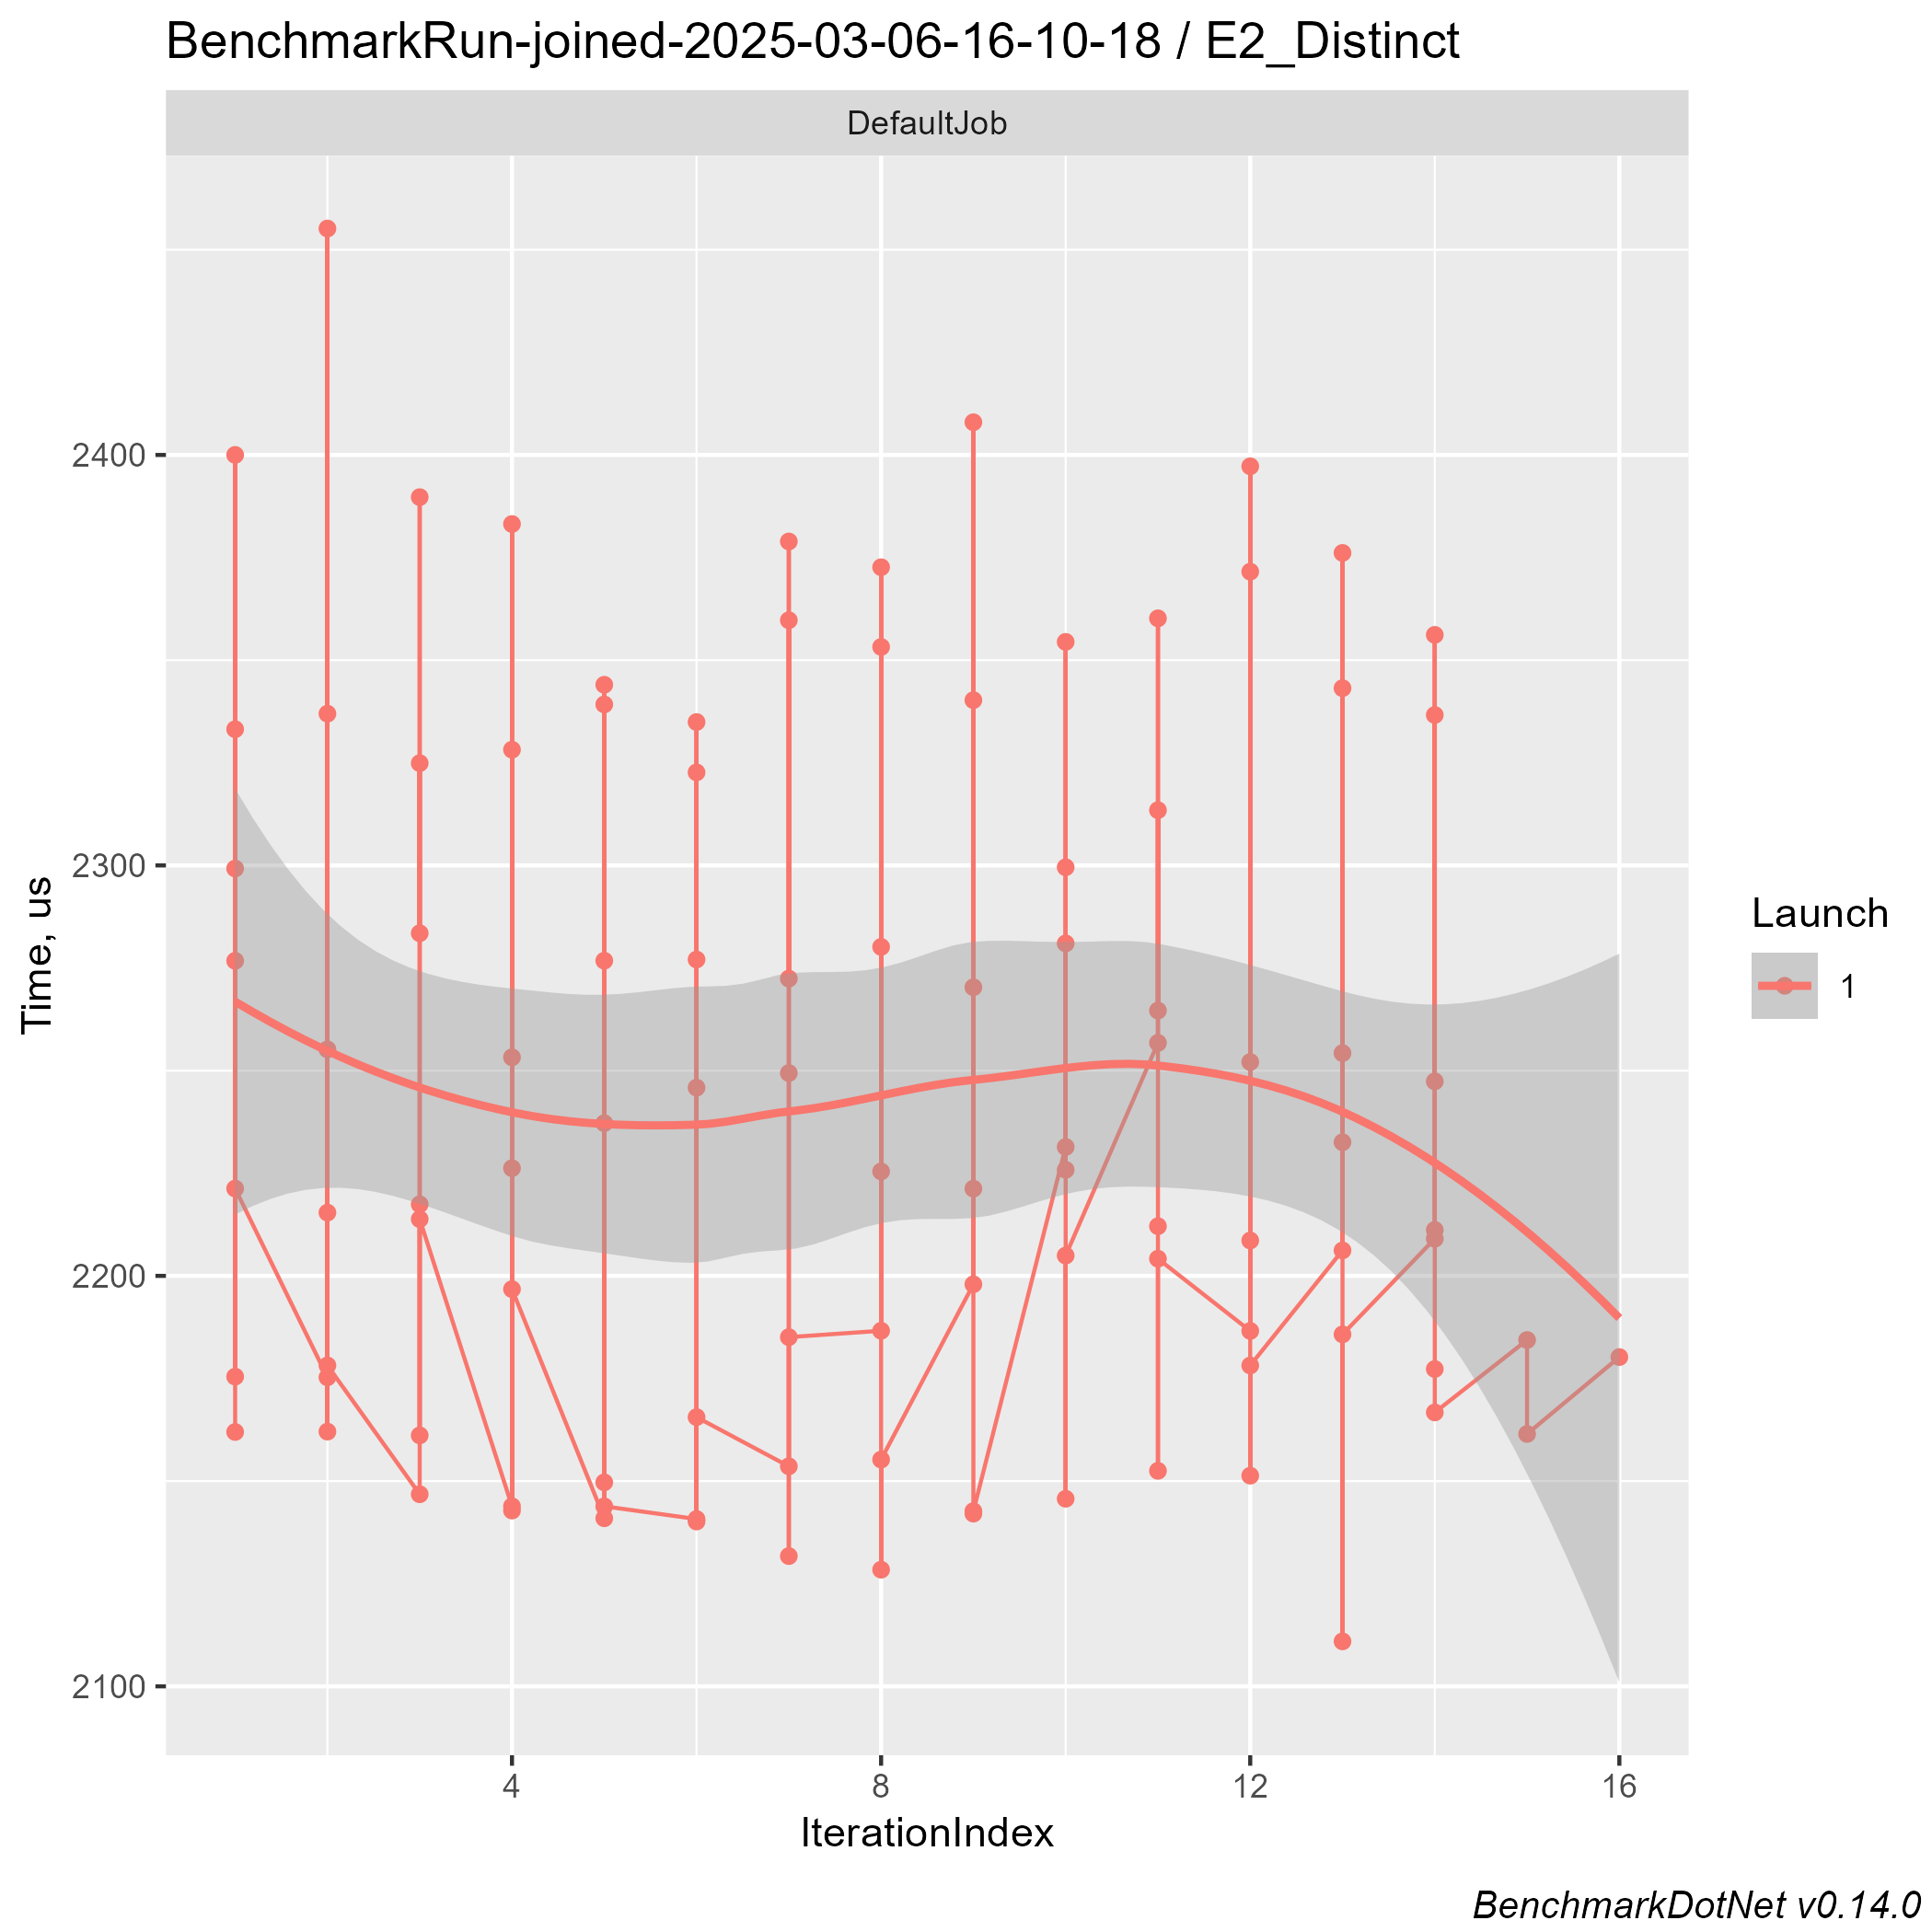 BenchmarkRun-joined-2025-03-06-16-10-18 / E2_Distinct
DefaultJob
2400
2300
2200
2100
Time, us
4 8 12 16
IterationIndex
Launch
1
BenchmarkDotNet v0.14.0